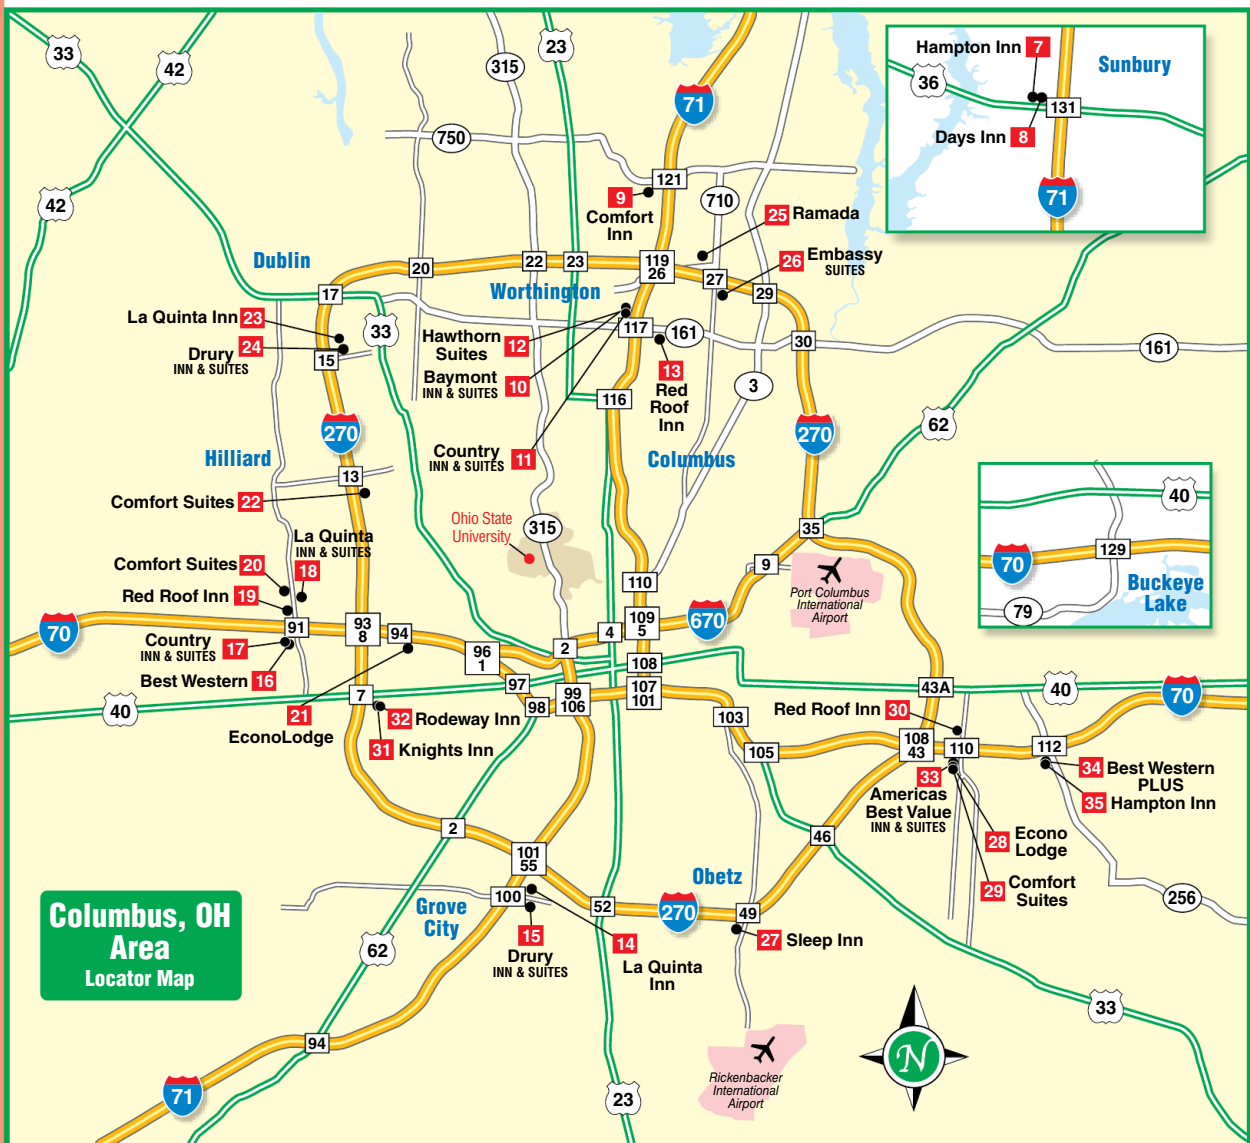 33
42
315
23
71
750
42
121
9
Comfort
Inn
710
25 Ramada
26 Embassy
SUITES
Hampton Inn 7
Sunbury
36
131
Days Inn 8
71
Dublin
20
22
23
119
26
27
29
17
Worthington
La Quinta Inn 23
33
Drury 24
INN & SUITES
15
Hawthorn
Suites 12
117
161
30
161
Baymont
INN & SUITES 10
13
Red
Roof
Inn
3
116
270
270
62
Country
INN & SUITES 11
Columbus
Hilliard
13
Comfort Suites 22
40
70
129
Buckeye
Lake
79
Ohio State
University
315
35
La Quinta
INN & SUITES
18
Comfort Suites 20
Red Roof Inn 19
9
Port Columbus
International
Airport
110
70
91
93
8
94
4
109
5
670
Country
INN & SUITES 17
96
1
2
108
Best Western 16
97
107
101
40
7
98
99
106
43A
40
70
21
EconoLodge
32 Rodeway Inn
31 Knights Inn
103
Red Roof Inn 30
105
108
43
110
112
33
Americas
Best Value
INN & SUITES
34 Best Western
PLUS
35 Hampton Inn
2
46
28 Econo
Lodge
101
55
Obetz
29 Comfort
Suites
256
100
Grove
City
52
270
49
Columbus, OH
Area
Locator Map
62
15
Drury
INN & SUITES
14
La Quinta
Inn
27 Sleep Inn
33
94
N
71
23
Rickenbacker
International
Airport